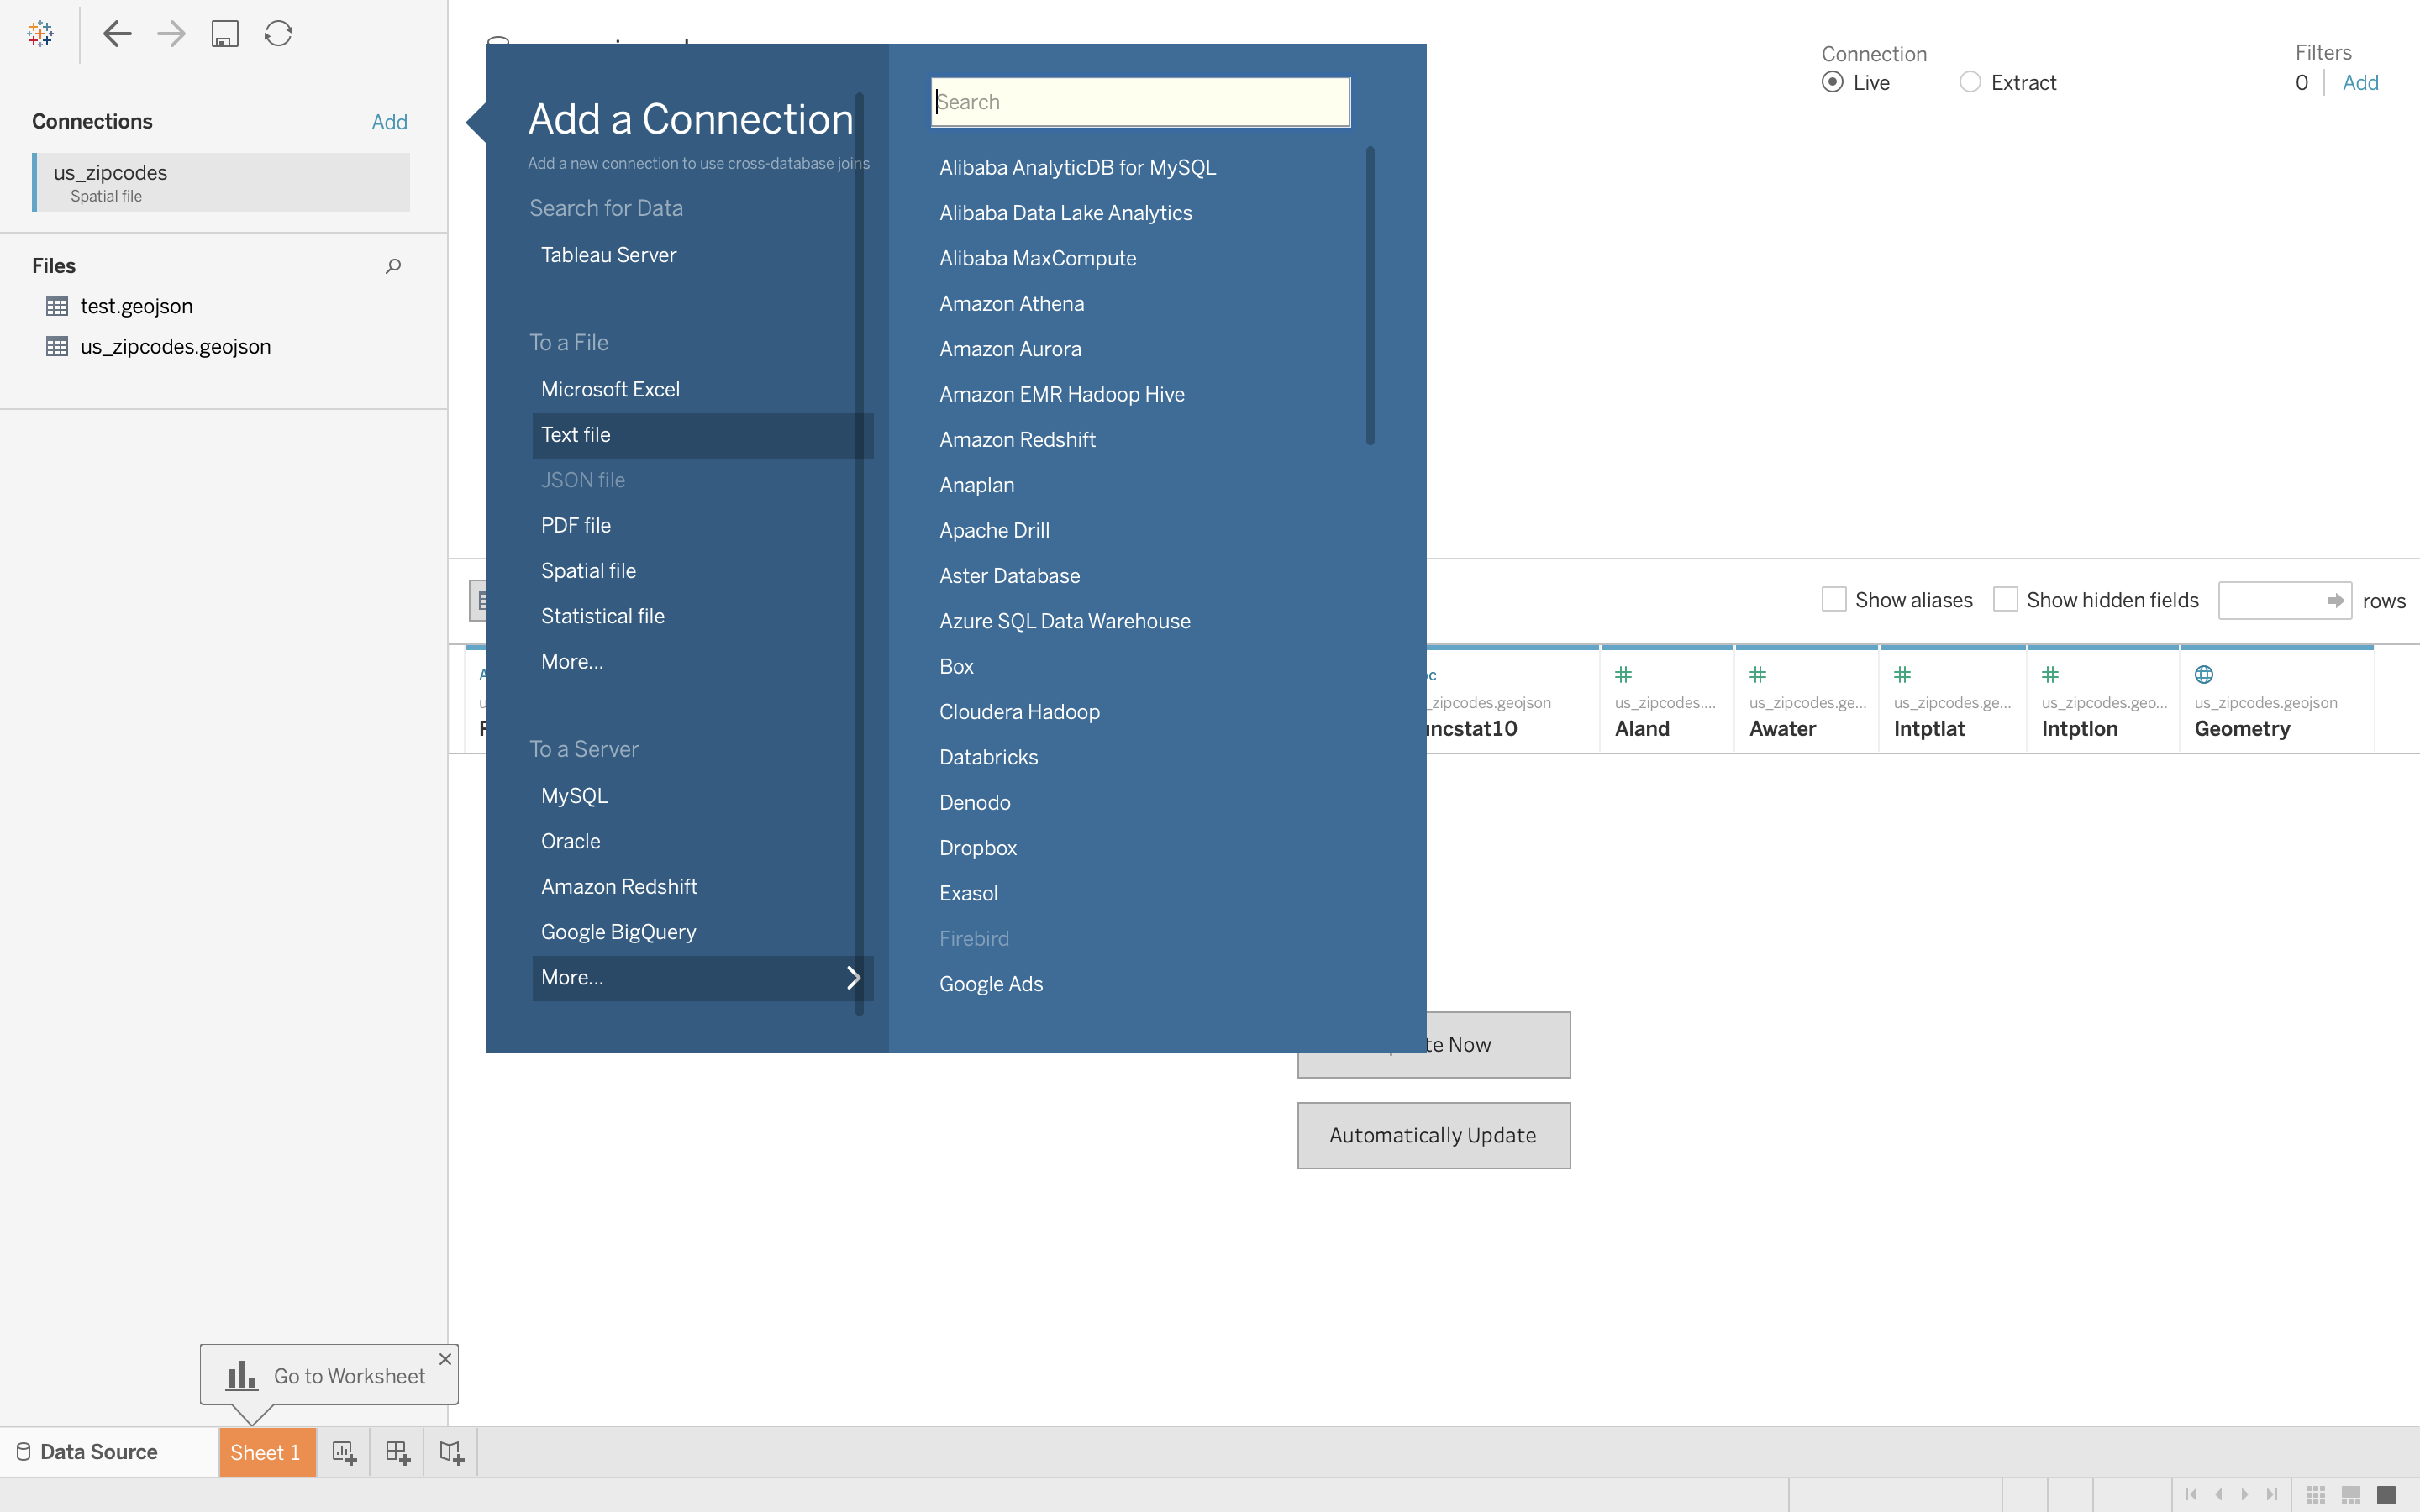 Connections
Add
us_zipcodes
Spatial file
Files
test.geojson
us_zipcodes.geojson
Add a Connection
Add a new connection to use cross-database joins
Search for Data
Tableau Server
To a File
Microsoft Excel
Text file
JSON file
PDF file
Spatial file
Statistical file
More...
To a Server
MySQL
Oracle
Amazon Redshift
Google BigQuery
More...
Search
Alibaba AnalyticDB for MySQL
Alibaba Data Lake Analytics
Alibaba MaxCompute
Amazon Athena
Amazon Aurora
Amazon EMR Hadoop Hive
Amazon Redshift
Anaplan
Apache Drill
Aster Database
Azure SQL Data Warehouse
Box
Cloudera Hadoop
Databricks
Denodo
Dropbox
Exasol
Firebird
Google Ads
Connection
Live
Extract
Filters
0
Add
Show aliases
Show hidden fields
rows
_zipcodes.geojson
us_zipcodes....
us_zipcodes.ge...
us_zipcodes.ge...
us_zipcodes.geo...
us_zipcodes.geojson
ncstat10
Aland
Awater
Intptlat
Intptlon
Geometry
te Now
Automatically Update
Go to Worksheet
Data Source
Sheet 1